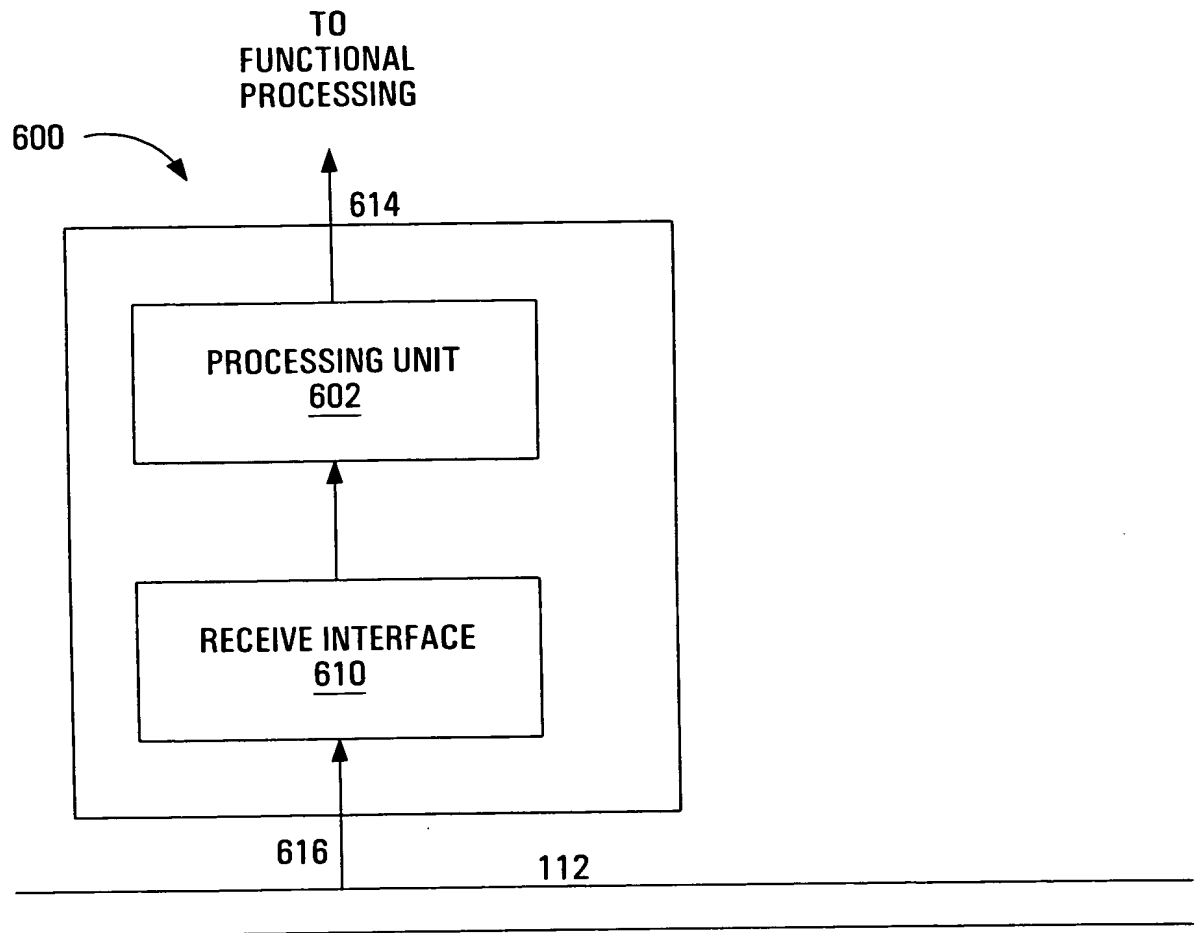 TO
FUNCTIONAL
PROCESSING
600
614
PROCESSING UNIT
602
RECEIVE INTERFACE
610
616
112